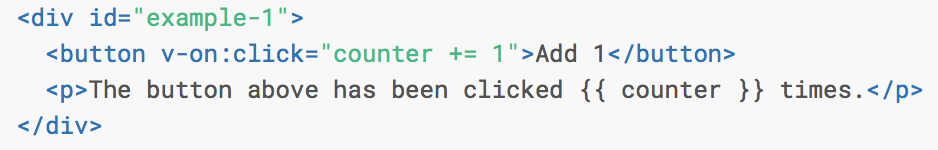 <div id="example-1">
  <button v-on:click="counter += 1">Add 1</button>
  <p>The button above has been clicked {{ counter }} times.</p>
</div>